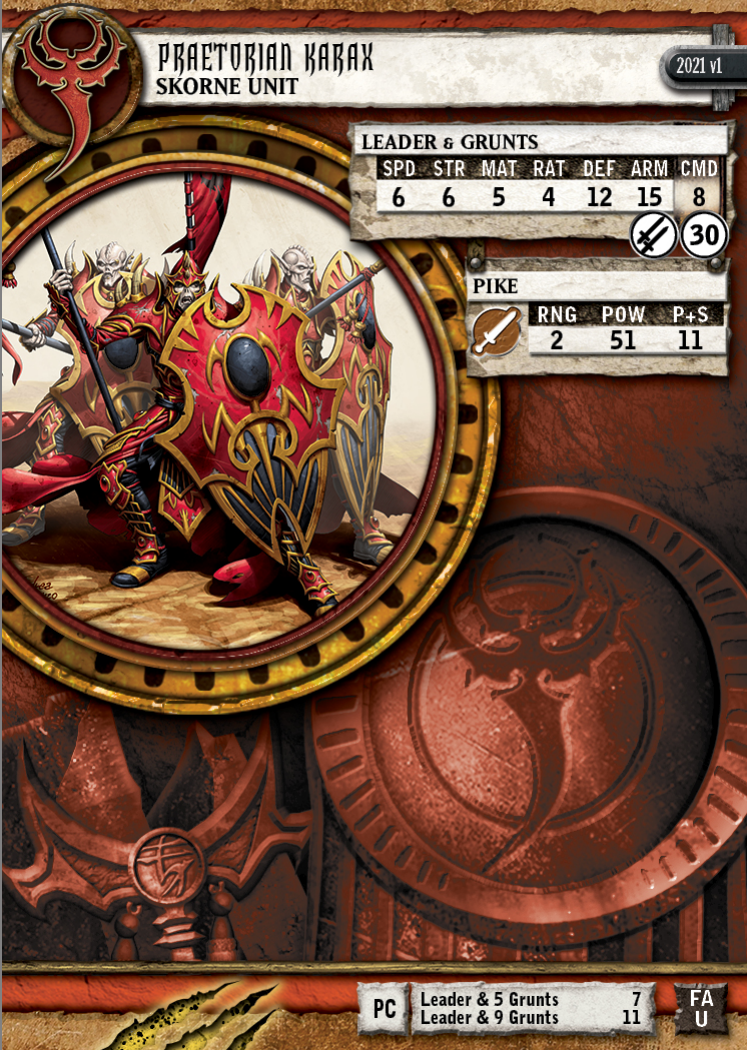 PRAETORIAN KARAX
SKORNE UNIT
2021 v1
LEADER & GRUNTS
SPD STR MAT RAT DEF ARM CMD
6 6 5 4 12 15 8
30
PIKE
RNG POW P+S
2 51 11
PC
Leader & 5 Grunts 7
Leader & 9 Grunts 11
FA
U